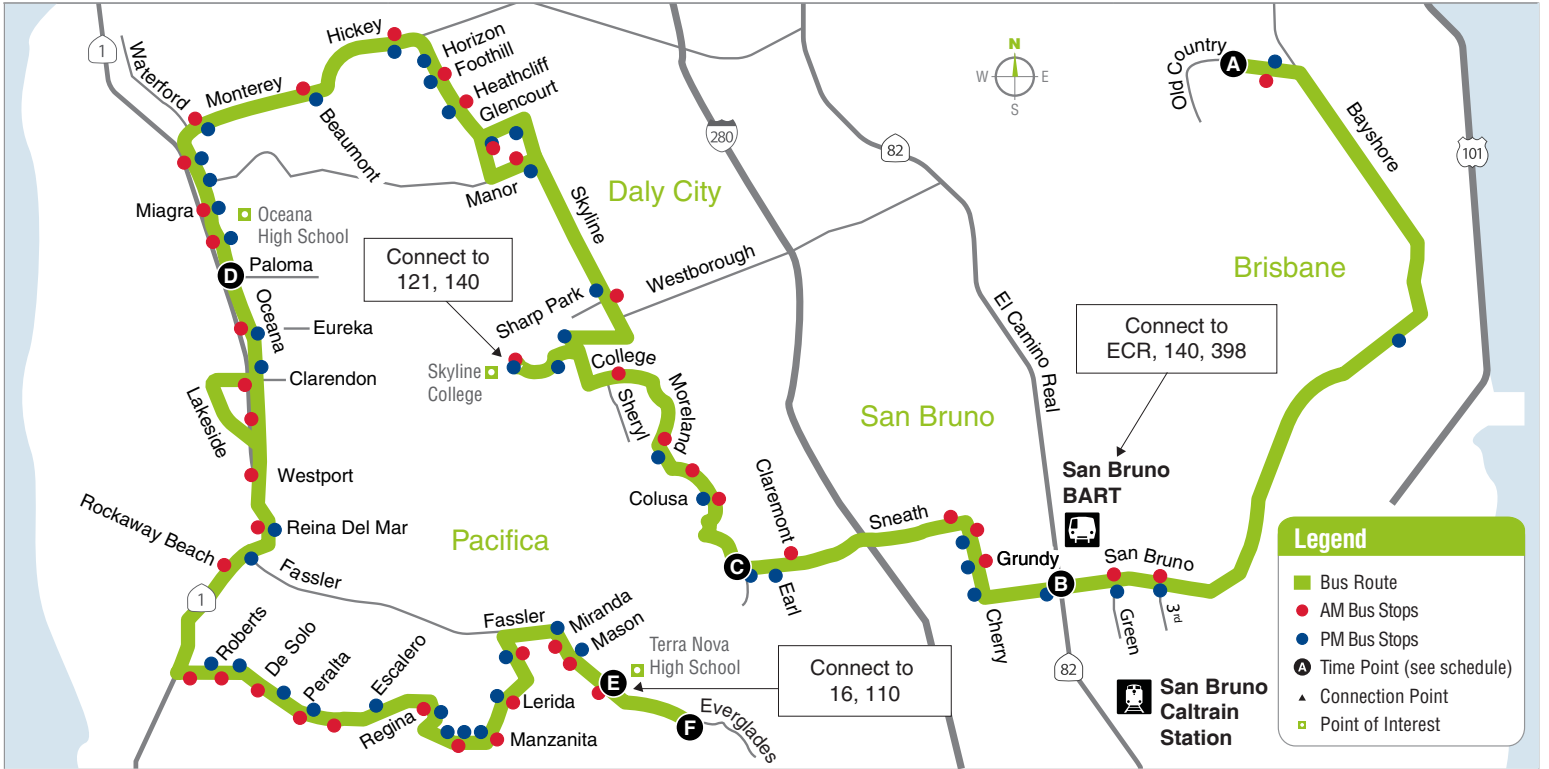 1
Waterford
Monterey
Hickey
Horizon
Foothill
Heathcliff
Glencourt
Beaumont
Manor
Skyline
Daly City
280
82
N
W
E
S
Old Country
A
Bayshore
101
Brisbane
Miagra
Oceana
High School
D
Paloma
Oceana
Eureka
Clarendon
Lakeside
Westport
Reina Del Mar
Rockaway Beach
Connect to
121, 140
Sharp Park
Westborough
Skyline
College
College
Sheryl
Moreland
Colusa
San Bruno
El Camino Real
Connect to
ECR, 140, 398
San Bruno
BART
Pacifica
C
Claremont
Earl
Sneath
Grundy
Cherry
B
San Bruno
Green
3rd
82
San Bruno
Caltrain
Station
Fassler
1
Roberts
De Solo
Peralta
Escalero
Regina
Manzanita
Lerida
Fassler
Miranda
Mason
Terra Nova
High School
E
F
Everglades
Connect to
16, 110
Legend
Bus Route
AM Bus Stops
PM Bus Stops
A Time Point (see schedule)
Connection Point
Point of Interest